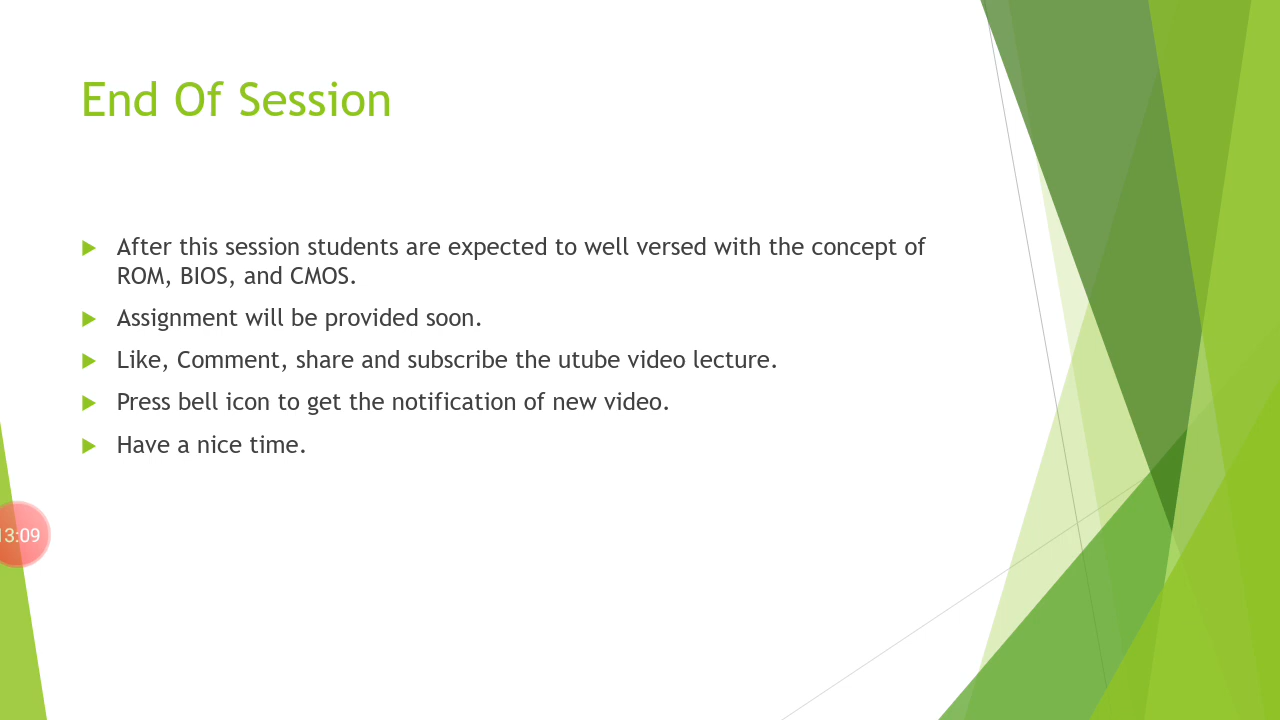 End Of Session
After this session students are expected to well versed with the concept of
ROM, BIOS, and CMOS.
Assignment will be provided soon.
Like, Comment, share and subscribe the utube video lecture.
Press bell icon to get the notification of new video.
Have a nice time.
13:09